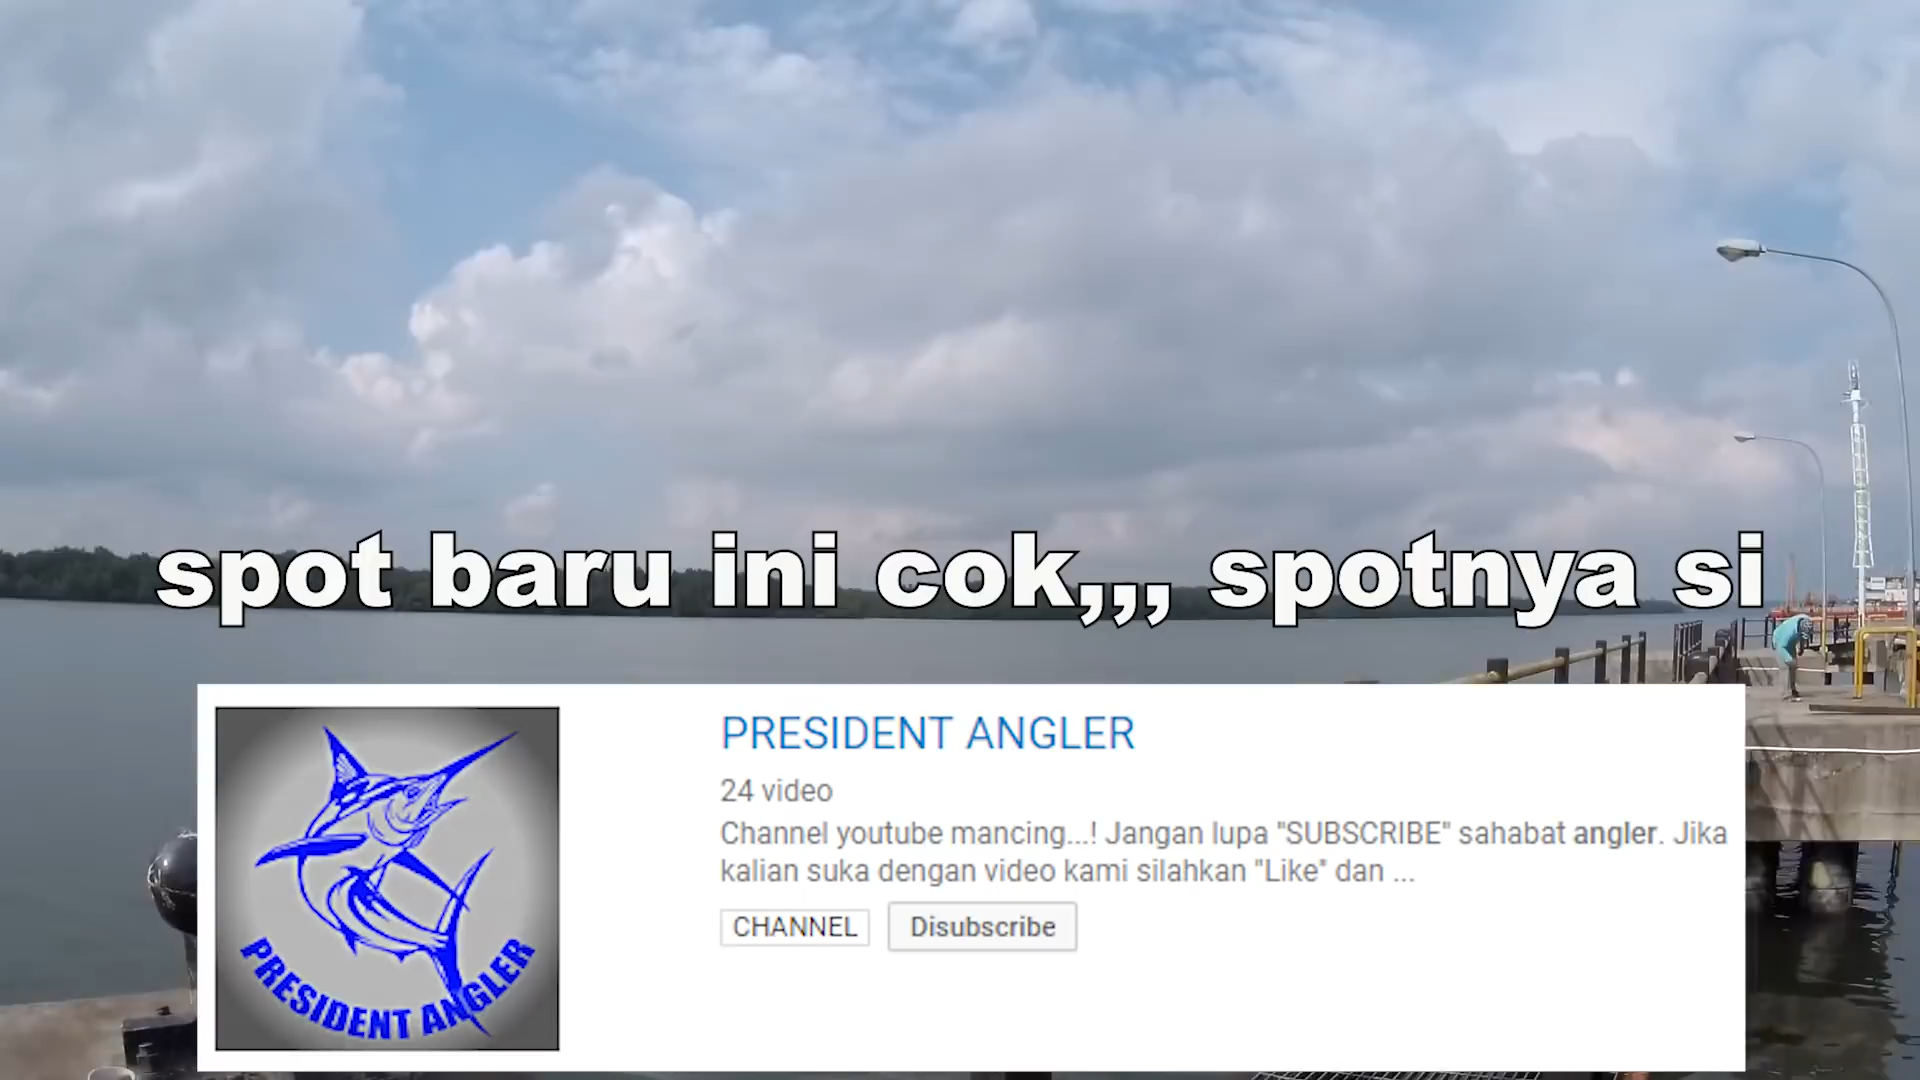 spot baru ini cok,,, spotnya si
PRESIDENT ANGLER
24 video
Channel youtube mancing...! Jangan lupa "SUBSCRIBE" sahabat angler. Jika
kalian suka dengan video kami silahkan "Like" dan ...
CHANNEL Disubscribe
PRESIDENT ANGLER